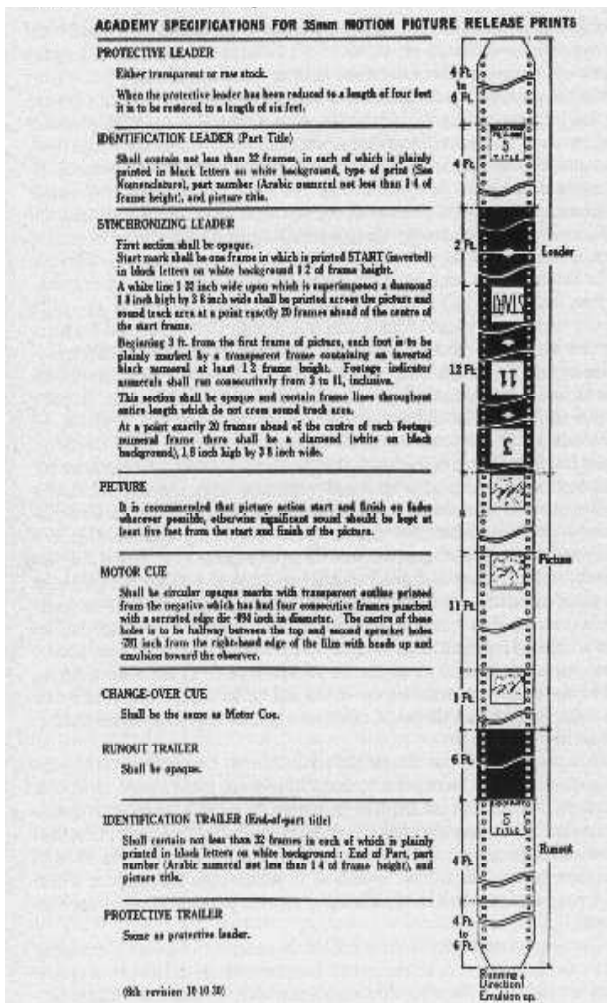 ACADEMY SPECIFICATIONS FOR 35mm MOTION PICTURE RELEASE PRINTS
PROTECTIVE LEADER
Either transparent or raw stock.
When the protective leader has been reduced to a length of four feet
it is to be restored to a length of six feet.
IDENTIFICATION LEADER (Part Title)
Shall contain not less than 32 frames, in each of which is plainly
printed in black letters on white background, type of print (See
Nomenclature), part number (Arabic numeral not less than 1 4 of
frame height), and picture title.
SYNCHRONIZING LEADER
First section shall be opaque.
Start mark shall be one frame in which is printed START (inverted)
in block letters on white background 1 2 of frame height.
A white line 1 32 inch wide upon which is superimposed a diamond
1 8 inch high by 3 8 inch wide shall be printed across the picture and
sound track area at a point exactly 20 frames ahead of the centre of
the start frame.
Beginning 3 ft. from the first frame of picture, each foot is to be
plainly marked by a transparent frame containing an inverted
black numeral at least 1 2 frame height. Footage indicator
numerals shall run consecutively from 3 to 11, inclusive.
This section shall be opaque and contain frame lines throughout
entire length which do not cross sound track area.
At a point exactly 20 frames ahead of the centre of each footage
numeral frame there shall be a diamond (white on black
background), 1 8 inch high by 3 8 inch wide.
PICTURE
It is recommended that picture action start and finish on fades
wherever possible, otherwise significant sound should be kept at
least five feet from the start and finish of the picture.
MOTOR CUE
Shall be circular opaque marks with transparent outline printed
from the negative which has had four consecutive frames punched
with a serrated edge die ·094 inch in diameter. The centre of these
holes is to be halfway between the top and second sprocket holes
·281 inch from the right-hand edge of the film with heads up and
emulsion toward the observer.
CHANGE-OVER CUE
Shall be the same as Motor Cue.
RUNOUT TRAILER
Shall be opaque.
IDENTIFICATION TRAILER (End-of-part title)
Shall contain not less than 32 frames in each of which is plainly
printed in black letters on white background : End of Part, part
number (Arabic numeral not less than 1 4 of frame height), and
picture title.
PROTECTIVE TRAILER
Same as protective leader.
4 Ft.
to
6 Ft.
5
TITLE
4 Ft.
2 Ft.
Leader
START
12 Ft.
11
3
Picture
11 Ft.
1 Ft.
6 Ft.
5
TITLE
Runout
4 Ft.
4 Ft.
to
6 Ft.
Running
Direction
Emulsion up.